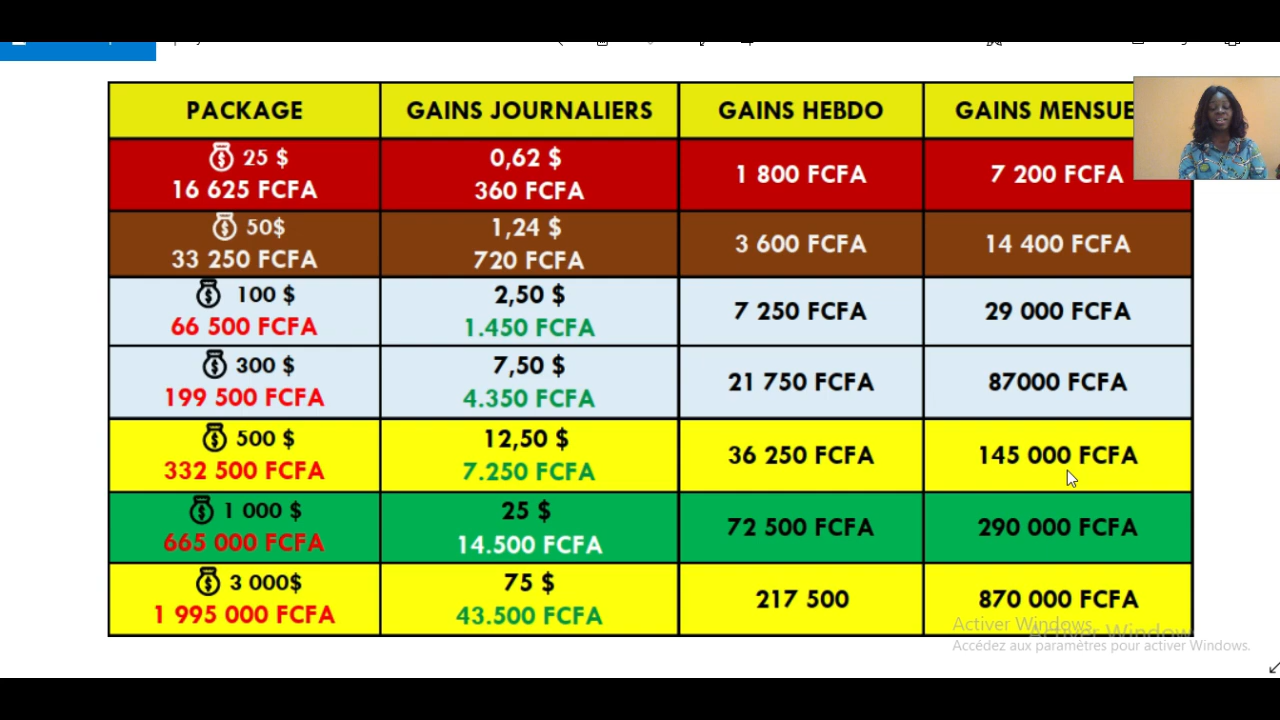 PACKAGE GAINS JOURNALIERS GAINS HEBDO GAINS MENSUE
25 $
16 625 FCFA
0,62 $
360 FCFA
1 800 FCFA
7 200 FCFA
50$
33 250 FCFA
1,24 $
720 FCFA
3 600 FCFA
14 400 FCFA
100 $
66 500 FCFA
2,50 $
1.450 FCFA
7 250 FCFA
29 000 FCFA
300 $
199 500 FCFA
7,50 $
4.350 FCFA
21 750 FCFA
87000 FCFA
500 $
332 500 FCFA
12,50 $
7.250 FCFA
36 250 FCFA
145 000 FCFA
1 000 $
665 000 FCFA
25 $
14.500 FCFA
72 500 FCFA
290 000 FCFA
3 000$
1 995 000 FCFA
75 $
43.500 FCFA
217 500
870 000 FCFA
Activer Windows
Activer Windows
Accédez aux paramètres pour activer Windows.